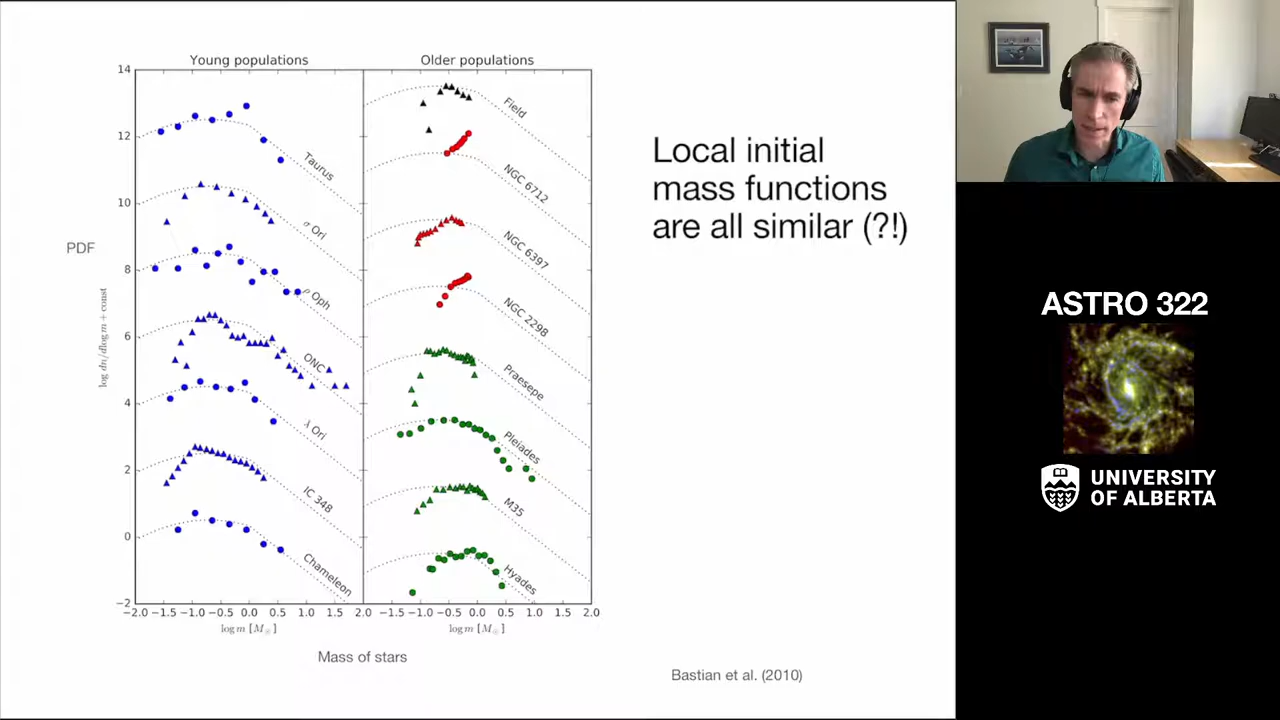 Young populations
Older populations
14
12
10
8
6
4
2
0
−2
PDF
log dn/dlog m + const
Taurus
σ Ori
ρ Oph
ONC
λ Ori
IC 348
Chameleon
Field
NGC 6712
NGC 6397
NGC 2298
Praesepe
Pleiades
M35
Hyades
−2.0 −1.5 −1.0 −0.5 0.0 0.5 1.0 1.5 2.0
−1.5 −1.0 −0.5 0.0 0.5 1.0 1.5 2.0
log m [M☉]
log m [M☉]
Mass of stars
Local initial
mass functions
are all similar (?!)
Bastian et al. (2010)
ASTRO 322
UNIVERSITY
OF ALBERTA